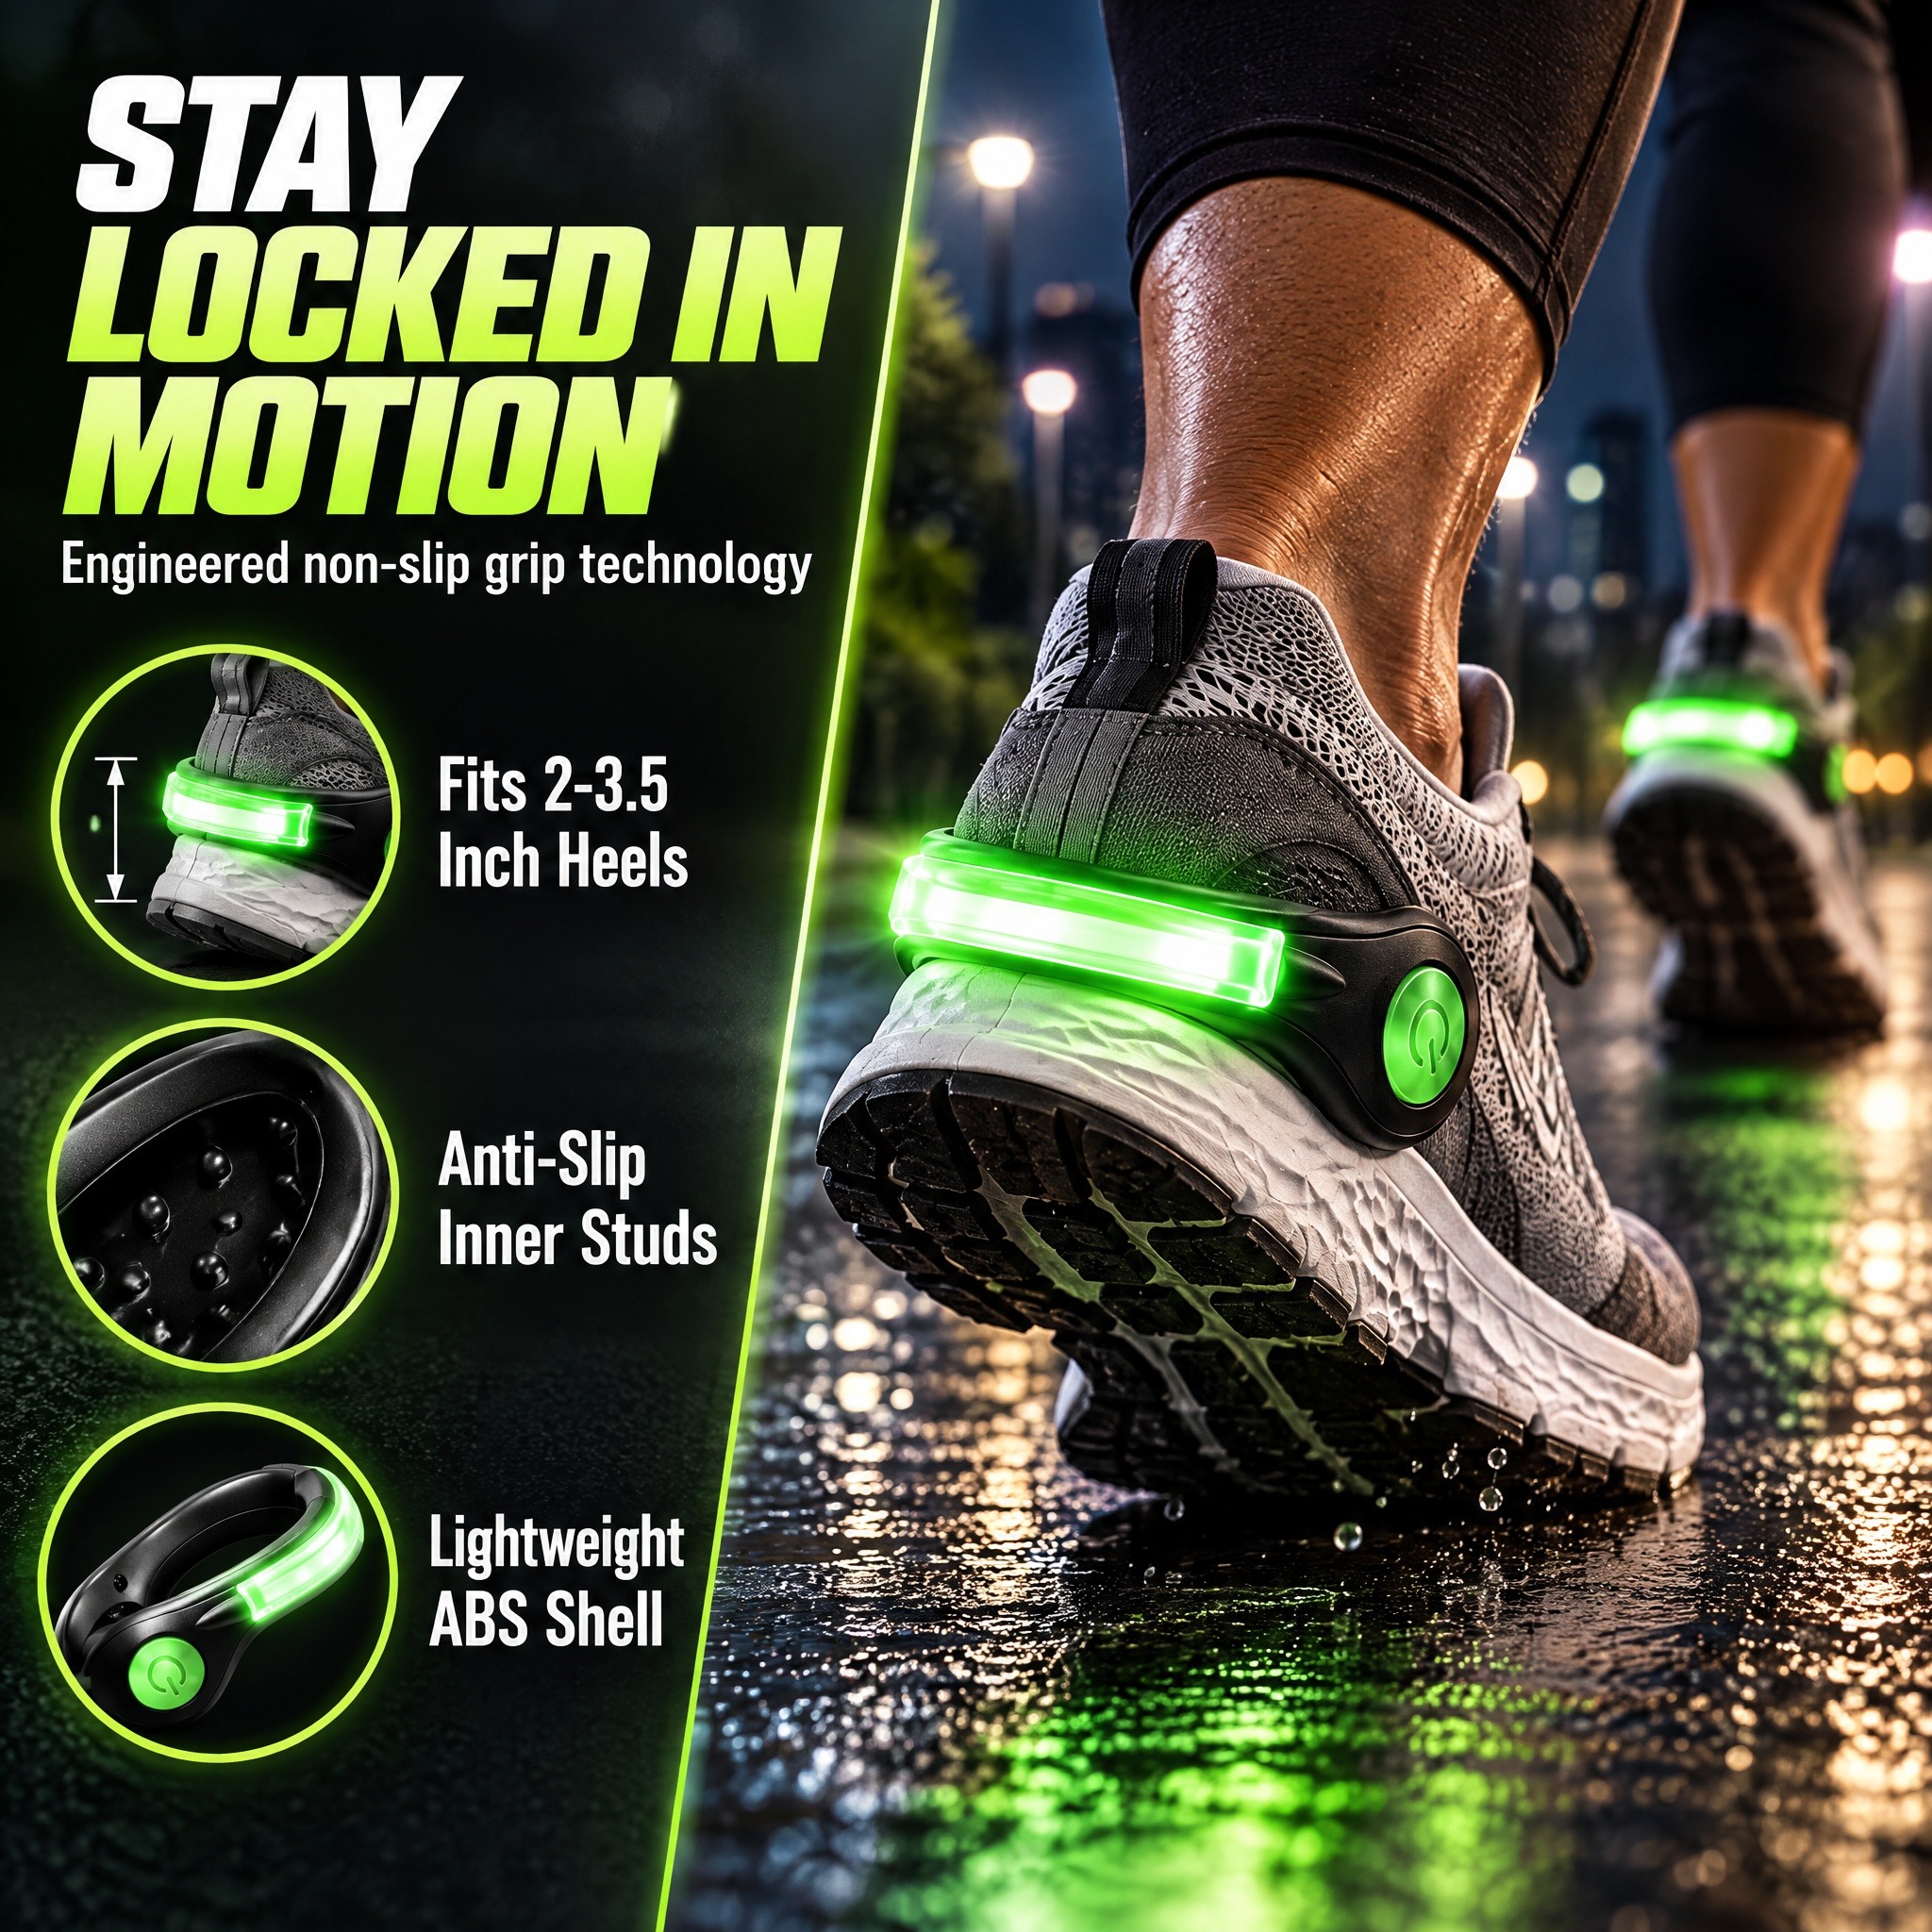 STAY
LOCKED IN
MOTION
Engineered non-slip grip technology
Fits 2-3.5
Inch Heels
Anti-Slip
Inner Studs
Lightweight
ABS Shell